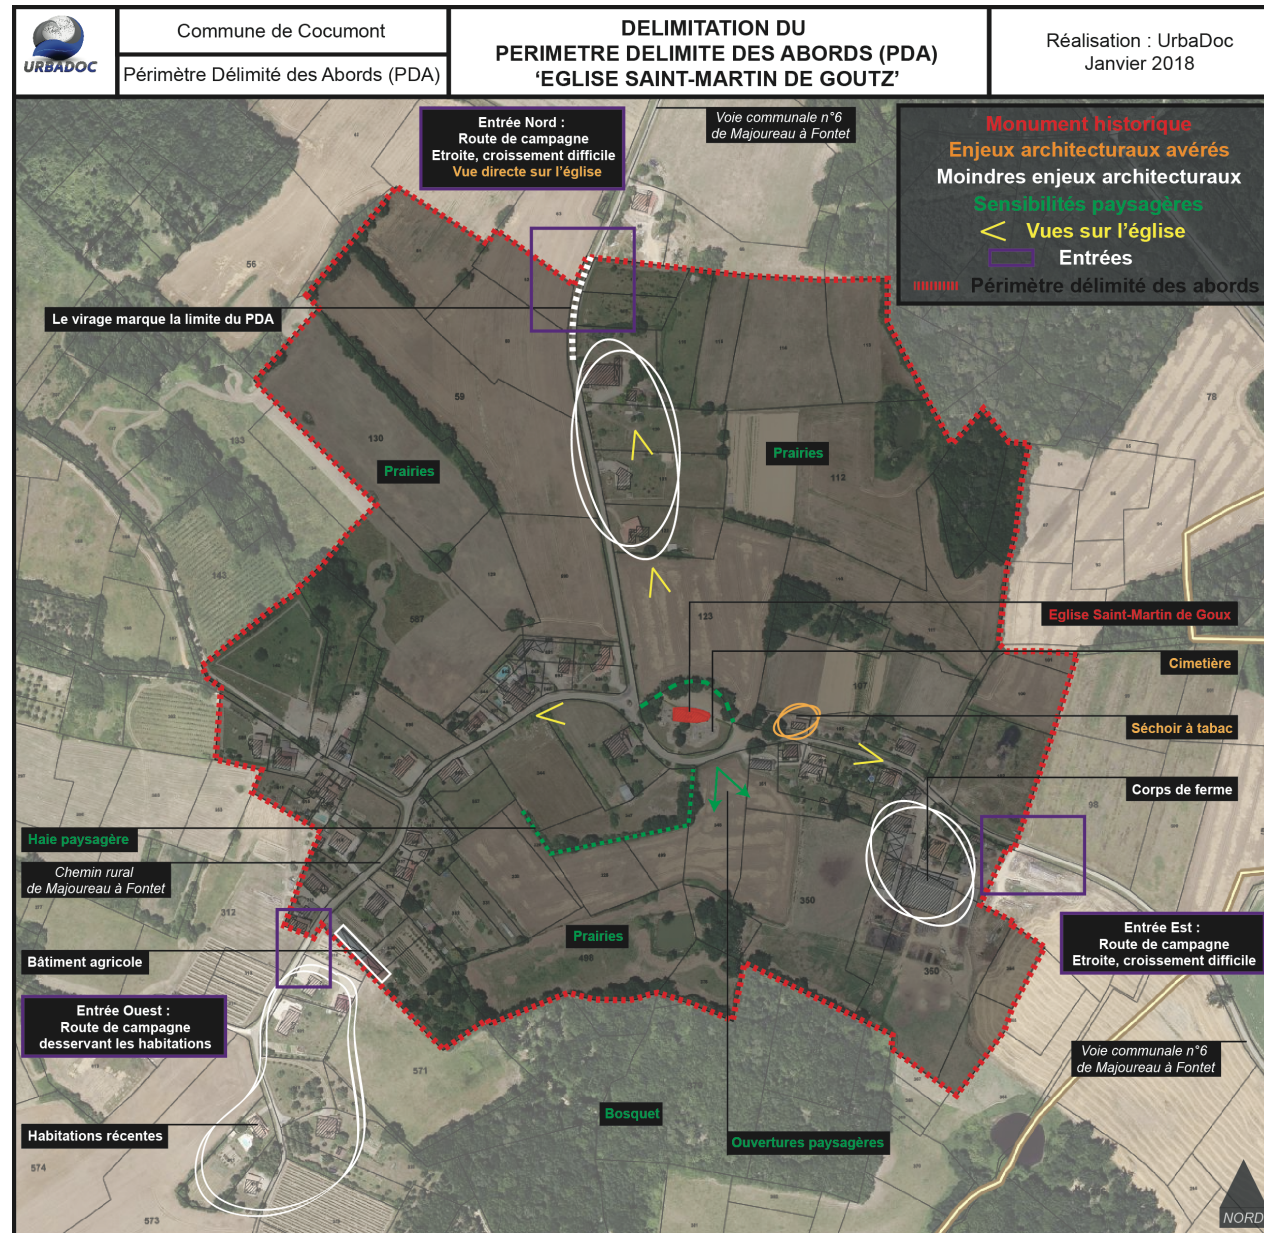 URBADOC
Commune de Cocumont
Périmètre Délimité des Abords (PDA)
DELIMITATION DU
PERIMETRE DELIMITE DES ABORDS (PDA)
‘EGLISE SAINT-MARTIN DE GOUTZ’
Réalisation : UrbaDoc
Janvier 2018
Entrée Nord :
Route de campagne
Etroite, croissement difficile
Vue directe sur l’église
Voie communale n°6
de Majoureau à Fontet
Monument historique
Enjeux architecturaux avérés
Moindres enjeux architecturaux
Sensibilités paysagères
Vues sur l’église
Entrées
Périmètre délimité des abords
56
Le virage marque la limite du PDA
59
78
130
Prairies
Prairies
112
183
143
587
123
Eglise Saint-Martin de Goux
Cimetière
107
Séchoir à tabac
Corps de ferme
98
Haie paysagère
Chemin rural
de Majoureau à Fontet
312
350
Prairies
496
350
Bâtiment agricole
Entrée Est :
Route de campagne
Etroite, croissement difficile
Entrée Ouest :
Route de campagne
desservant les habitations
571
Voie communale n°6
de Majoureau à Fontet
Bosquet
Habitations récentes
Ouvertures paysagères
574
573
NORD